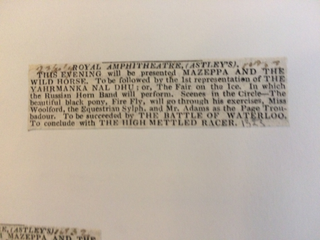 ROYAL AMPHITHEATRE, (ASTLEY'S).
THIS EVENING will be presented MAZEPPA AND THE
WILD HORSE. To be followed by the 1st representation of THE
YAHRMANKA NAL DHU; or, The Fair on the Ice. In which
the Russian Horn Band will perform. Scenes in the Circle—The
beautiful black pony, Fire Fly, will go through his exercises, Miss
Woolford, the Equestrian Sylph, and Mr. Adams as the Page Trou-
badour. To be succeeded by THE BATTLE OF WATERLOO.
To conclude with THE HIGH METTLED RACER.
MAZEPPA AND THE